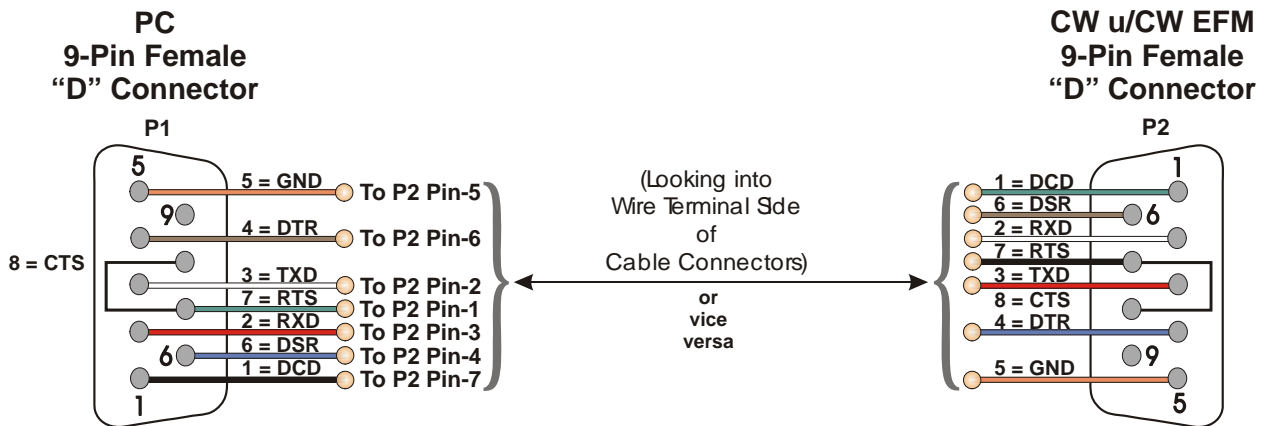 PC
9-Pin Female
“D” Connector
P1
5
5 = GND
To P2 Pin-5
9
4 = DTR
To P2 Pin-6
8 = CTS
3 = TXD
To P2 Pin-2
7 = RTS
To P2 Pin-1
2 = RXD
To P2 Pin-3
6
6 = DSR
To P2 Pin-4
1 = DCD
To P2 Pin-7
1
(Looking into
Wire Terminal Side
of
Cable Connectors)
or
vice
versa
CW u/CW EFM
9-Pin Female
“D” Connector
P2
1
1 = DCD
6 = DSR
6
2 = RXD
7 = RTS
3 = TXD
8 = CTS
4 = DTR
9
5 = GND
5